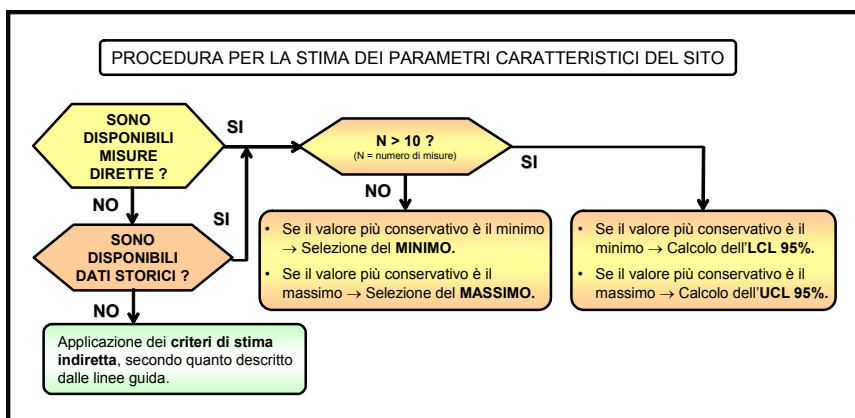 PROCEDURA PER LA STIMA DEI PARAMETRI CARATTERISTICI DEL SITO
SONO
DISPONIBILI
MISURE
DIRETTE ?
SI
N > 10 ?
(N = numero di misure)
SI
NO
SI
NO
SONO
DISPONIBILI
DATI STORICI ?
• Se il valore più conservativo è il minimo
→ Selezione del MINIMO.
• Se il valore più conservativo è il
massimo → Selezione del MASSIMO.
• Se il valore più conservativo è il
minimo → Calcolo dell'LCL 95%.
• Se il valore più conservativo è il
massimo → Calcolo dell'UCL 95%.
NO
Applicazione dei criteri di stima
indiretta, secondo quanto descritto
dalle linee guida.